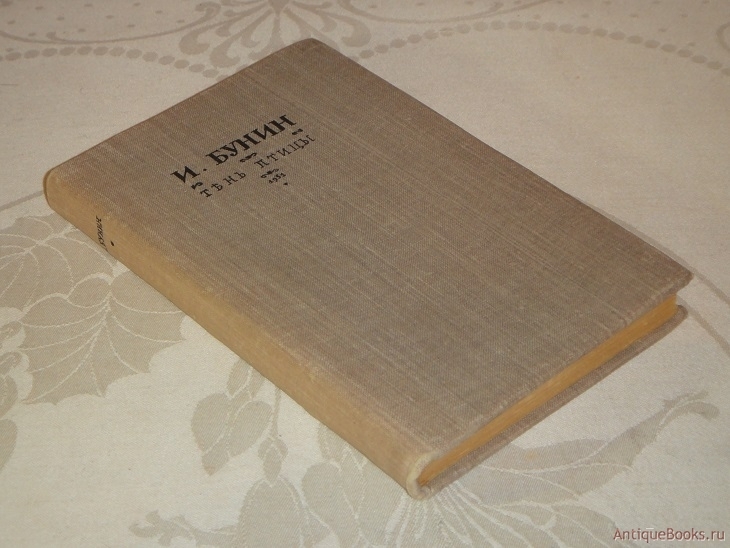 И. БУНИН
ТѢНЬ ПТИЦЫ
AntiqueBooks.ru